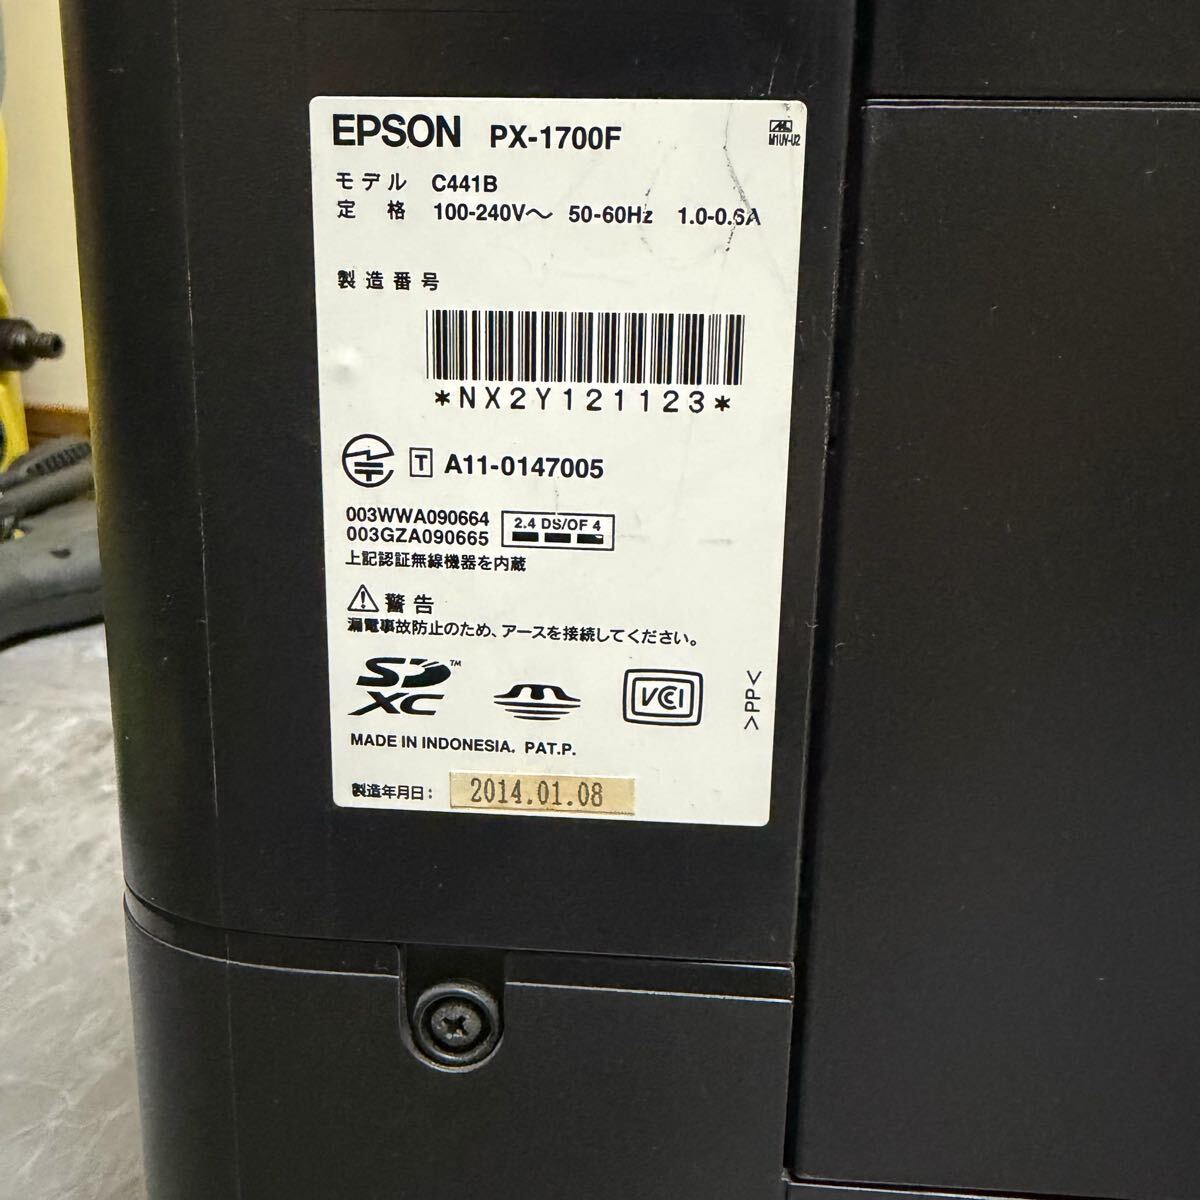 EPSON PX-1700F
M1UV-U2
モデル C441B
定格 100-240V～ 50-60Hz 1.0-0.6A
製造番号
*NX2Y121123*
T A11-0147005
003WWA090664
003GZA090665
2.4 DS/OF 4
上記認証無線機器を内蔵
警告
漏電事故防止のため、アースを接続してください。
SD XC ™
VCCI
>PP<
MADE IN INDONESIA. PAT.P.
製造年月日: 2014.01.08